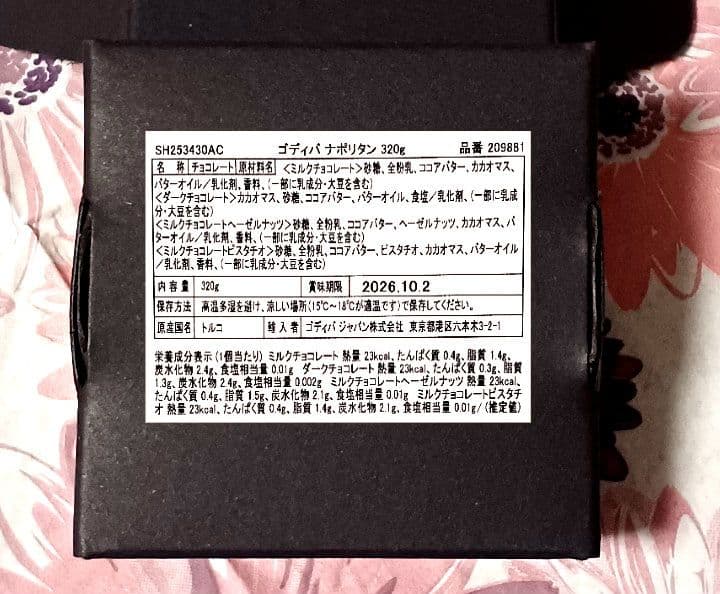 SH253430AC ゴディバ ナポリタン 320g 品番 209881
名 称 チョコレート 原材料名 <ミルクチョコレート>砂糖、全粉乳、ココアバター、カカオマス、
バターオイル/乳化剤、香料、(一部に乳成分・大豆を含む)
<ダークチョコレート>カカオマス、砂糖、ココアバター、バターオイル、食塩/乳化剤、(一部に乳成
分・大豆を含む)
<ミルクチョコレートヘーゼルナッツ>砂糖、全粉乳、ココアバター、ヘーゼルナッツ、カカオマス、バ
ターオイル/乳化剤、香料、(一部に乳成分・大豆を含む)
<ミルクチョコレートピスタチオ>砂糖、全粉乳、ココアバター、ピスタチオ、カカオマス、バターオイル
/乳化剤、香料、(一部に乳成分・大豆を含む)
内容量 320g 賞味期限 2026.10.2
保存方法 高温多湿を避け、涼しい場所(15℃~18℃が適温です)で保存してください。
原産国名 トルコ 輸入者 ゴディバ ジャパン株式会社 東京都港区六本木3-2-1
栄養成分表示(1個当たり) ミルクチョコレート 熱量 23kcal、たんぱく質 0.4g、脂質 1.4g、
炭水化物 2.4g、食塩相当量 0.01g ダークチョコレート 熱量 23kcal、たんぱく質 0.3g、脂質
1.3g、炭水化物 2.4g、食塩相当量 0.002g ミルクチョコレートヘーゼルナッツ 熱量 23kcal、
たんぱく質 0.4g、脂質 1.5g、炭水化物 2.1g、食塩相当量 0.01g ミルクチョコレートピスタチ
オ 熱量 23kcal、たんぱく質 0.4g、脂質 1.4g、炭水化物 2.1g、食塩相当量 0.01g/(推定値)